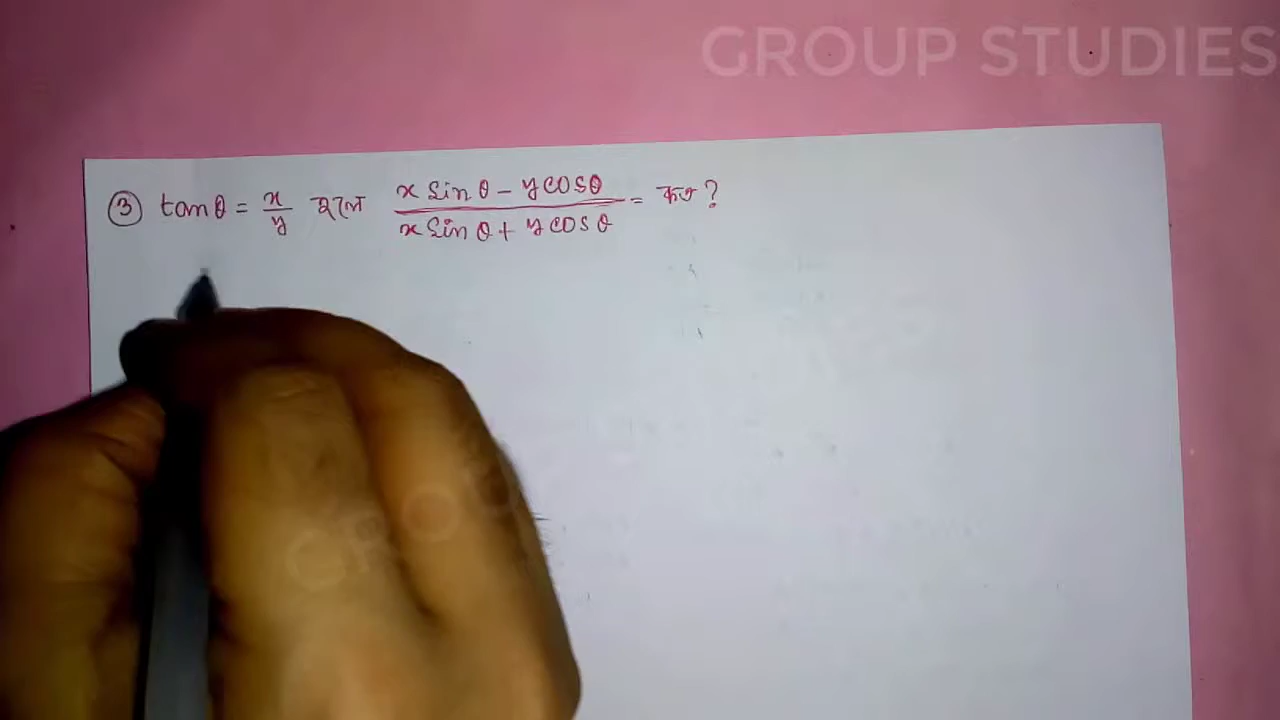 GROUP STUDIES
③ tanθ = x/y হলে (x sinθ - y cosθ)/(x sinθ + y cosθ) = কত ?